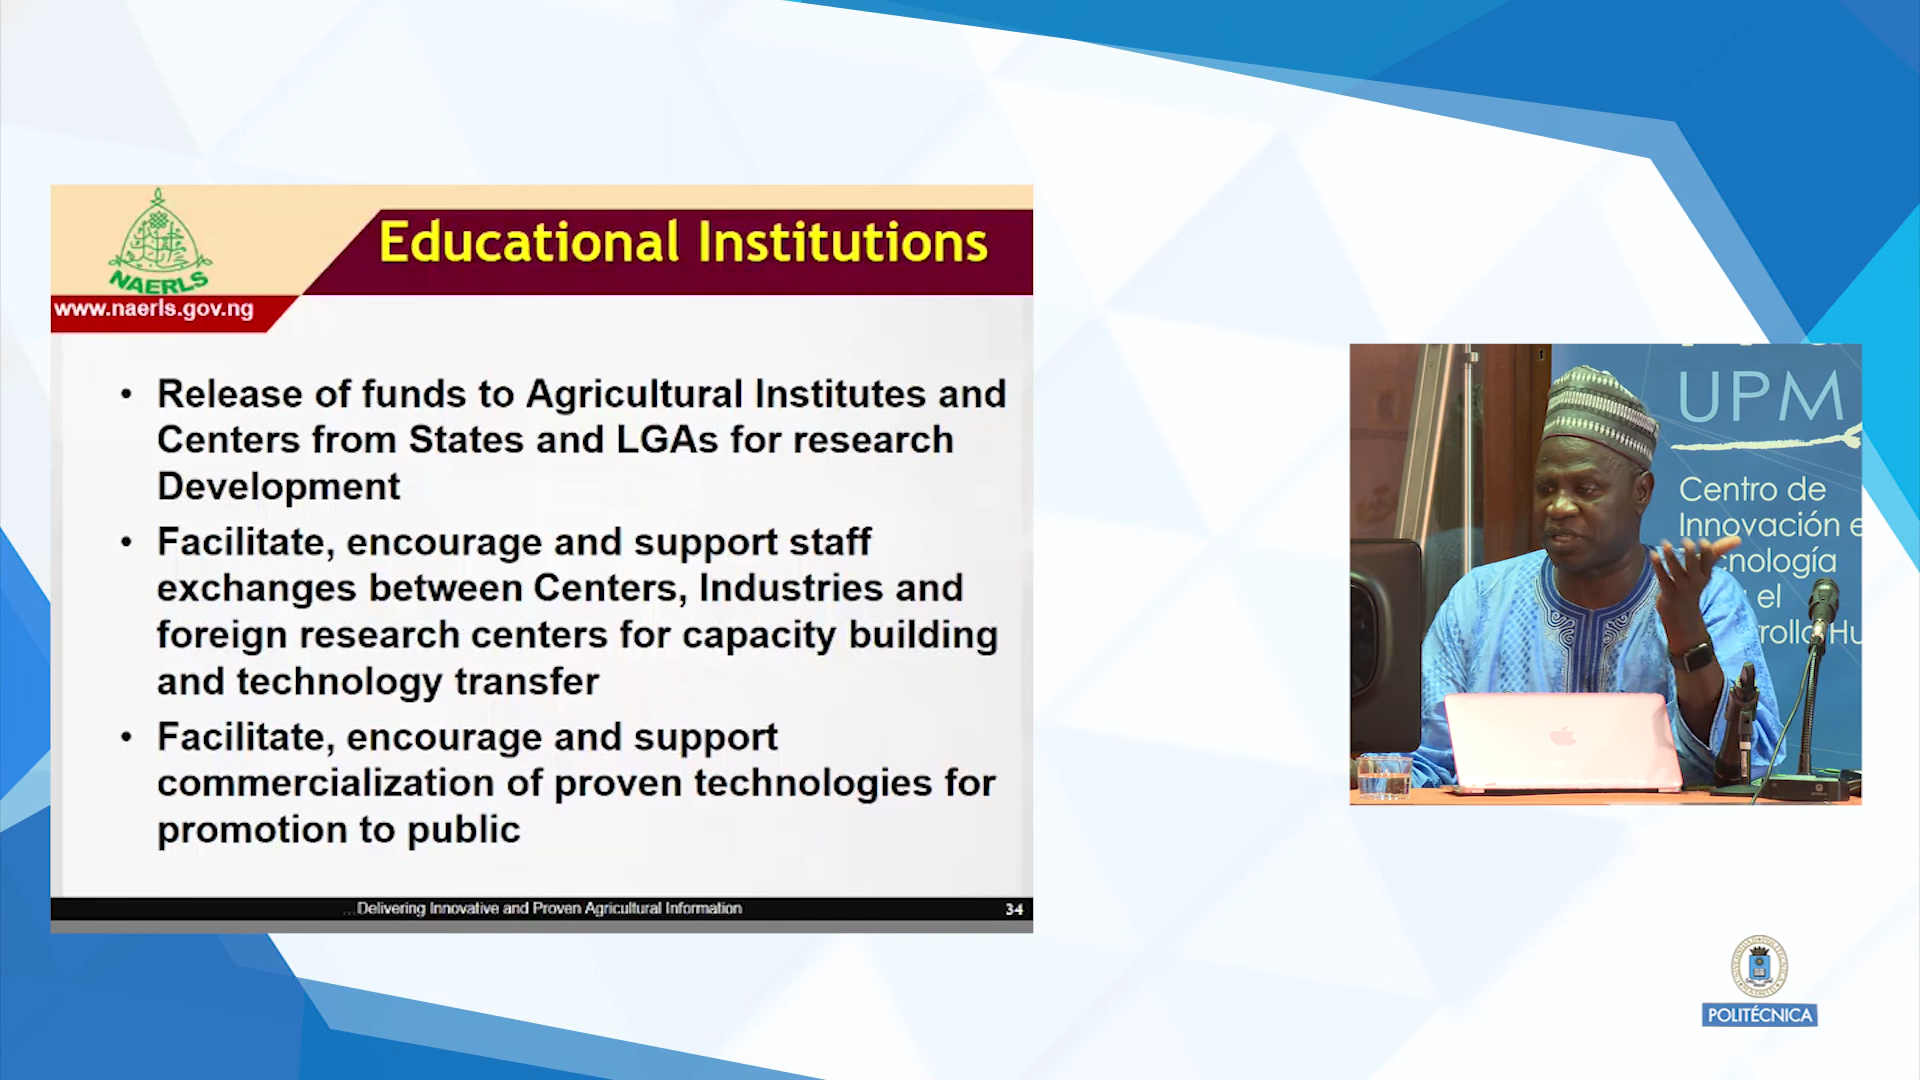 Educational Institutions
NAERLS
www.naerls.gov.ng
• Release of funds to Agricultural Institutes and
Centers from States and LGAs for research
Development
• Facilitate, encourage and support staff
exchanges between Centers, Industries and
foreign research centers for capacity building
and technology transfer
• Facilitate, encourage and support
commercialization of proven technologies for
promotion to public
...Delivering Innovative and Proven Agricultural Information
34
UPM
Centro de
Innovación e
cnología
el
rollo Hu
POLITÉCNICA